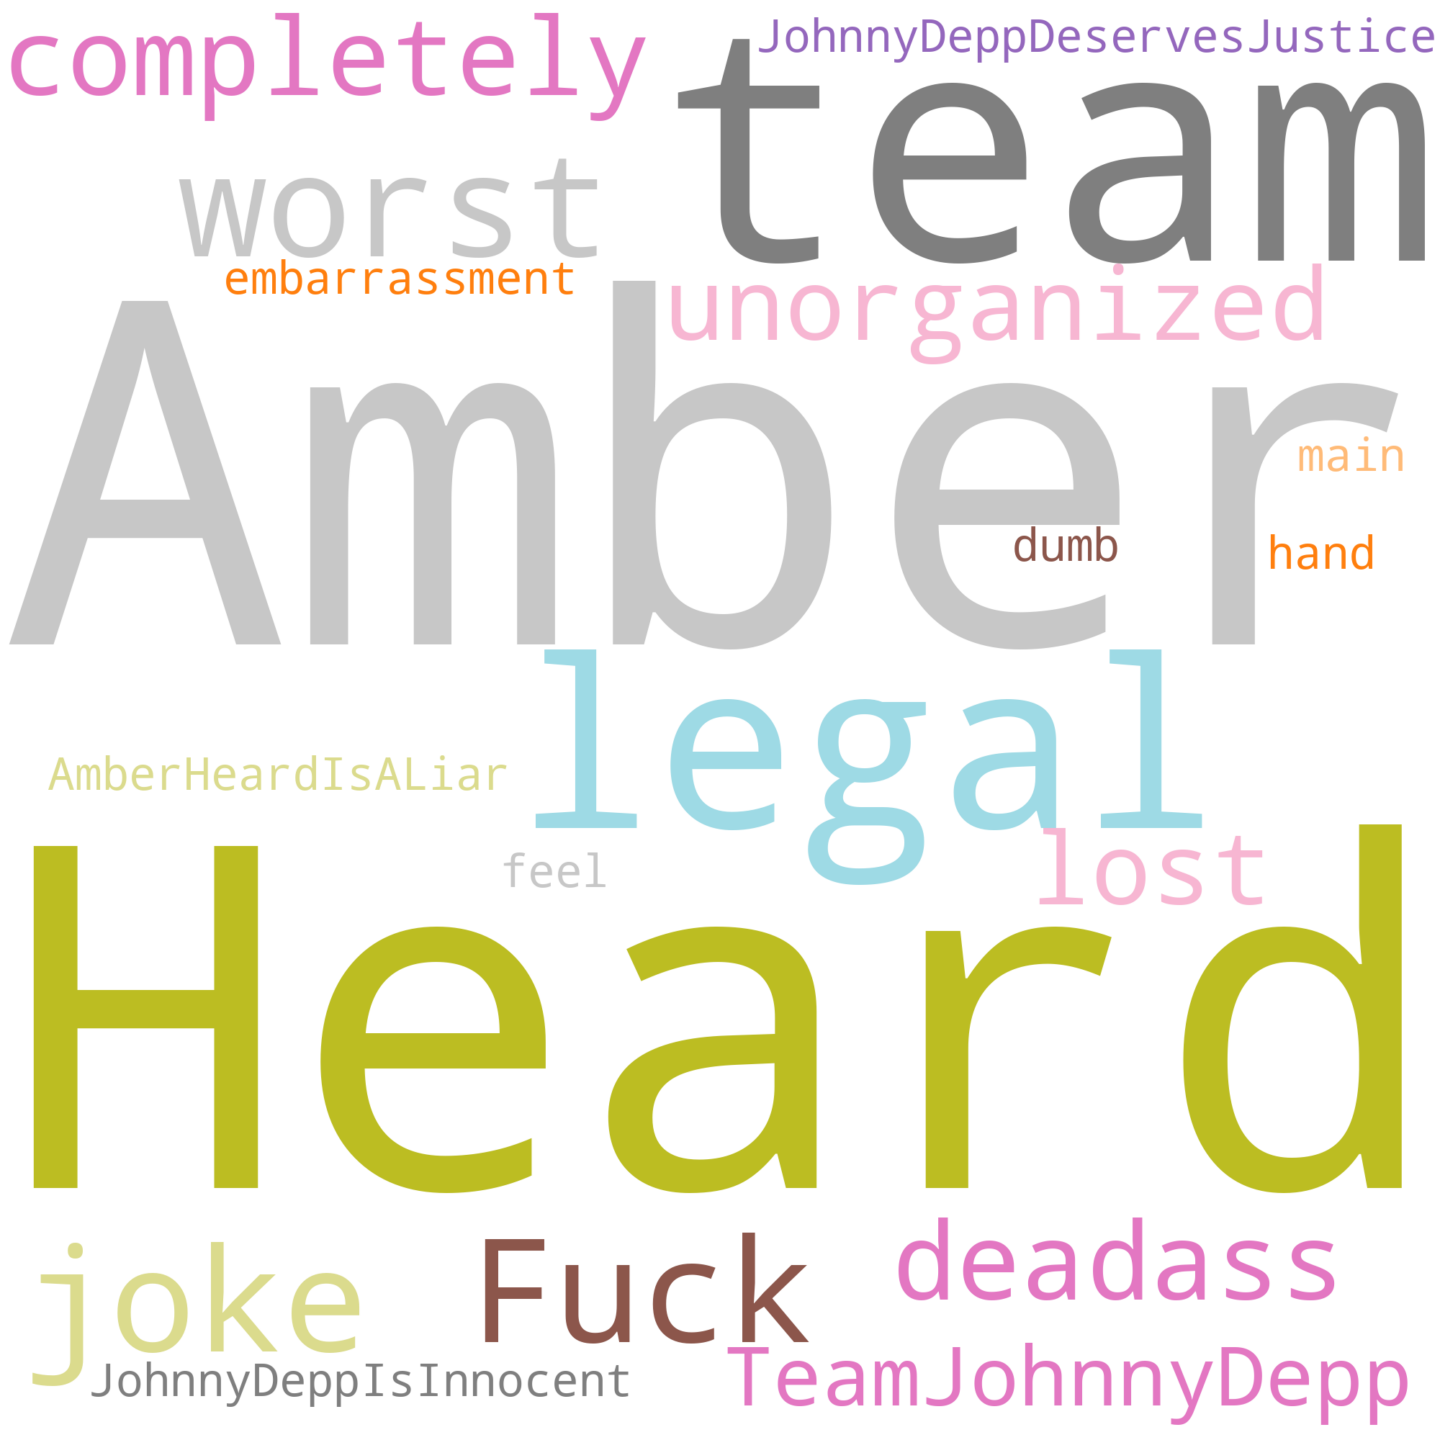 completely
JohnnyDeppDeservesJustice
team
worst
embarrassment
unorganized
Amber
main
dumb
hand
legal
AmberHeardIsALiar
feel
lost
Heard
joke
Fuck
deadass
JohnnyDeppIsInnocent
TeamJohnnyDepp